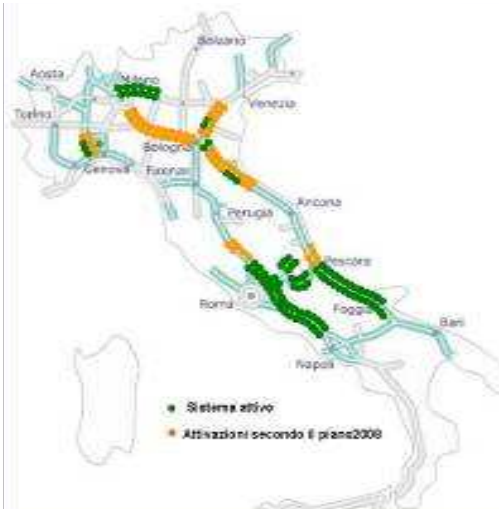 Bolzano
Aosta
Milano
Venezia
Torino
Bologna
Genova
Firenze
Ancona
Perugia
Pescara
Roma
Foggia
Bari
Napoli
Sistema attivo
Attivazioni secondo il piano2008